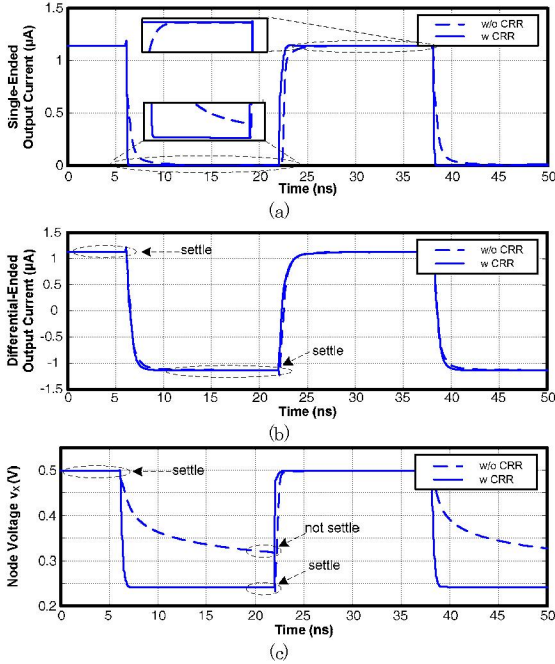 Single-Ended
Output Current (µA)
1
0.5
0
w/o CRR
w CRR
0 5 10 15 20 25 30 35 40 45 50
Time (ns)
(a)
Differential-Ended
Output Current (µA)
1.5
1
-0.5
0
-0.5
-1
-1.5
settle
settle
w/o CRR
w CRR
0 5 10 15 20 25 30 35 40 45 50
Time (ns)
(b)
Node Voltage vX (V)
0.5
0.4
0.3
0.2
settle
not settle
settle
w/o CRR
w CRR
0 5 10 15 20 25 30 35 40 45 50
Time (ns)
(c)